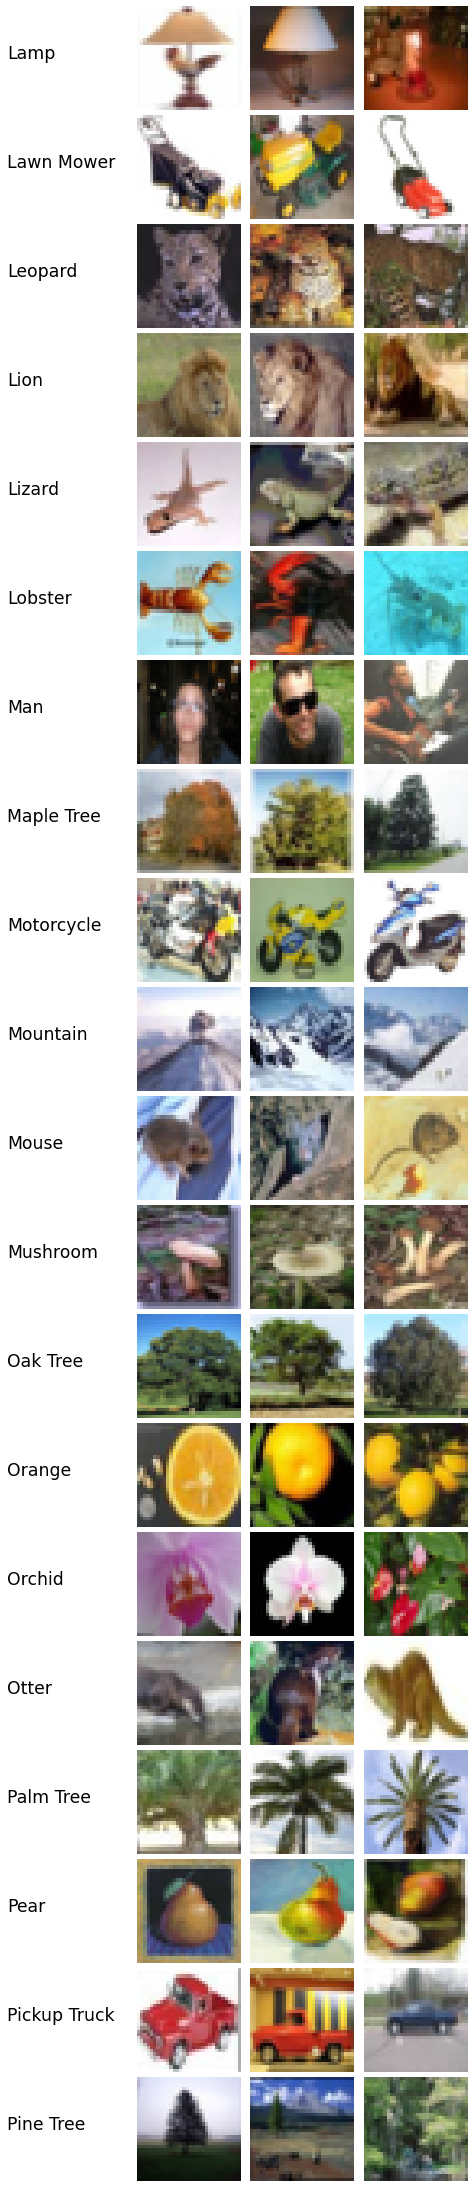 Lamp
Lawn Mower
Leopard
Lion
Lizard
Lobster
Man
Maple Tree
Motorcycle
Mountain
Mouse
Mushroom
Oak Tree
Orange
Orchid
Otter
Palm Tree
Pear
Pickup Truck
Pine Tree